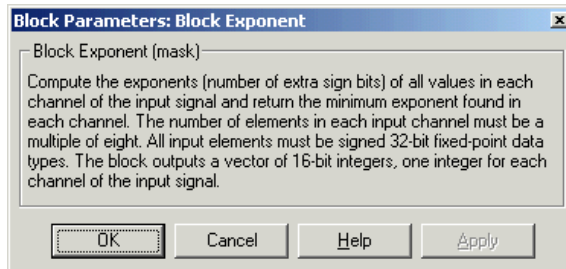 Block Parameters: Block Exponent
Block Exponent (mask)
Compute the exponents (number of extra sign bits) of all values in each
channel of the input signal and return the minimum exponent found in
each channel. The number of elements in each input channel must be a
multiple of eight. All input elements must be signed 32-bit fixed-point data
types. The block outputs a vector of 16-bit integers, one integer for each
channel of the input signal.
OK Cancel Help Apply